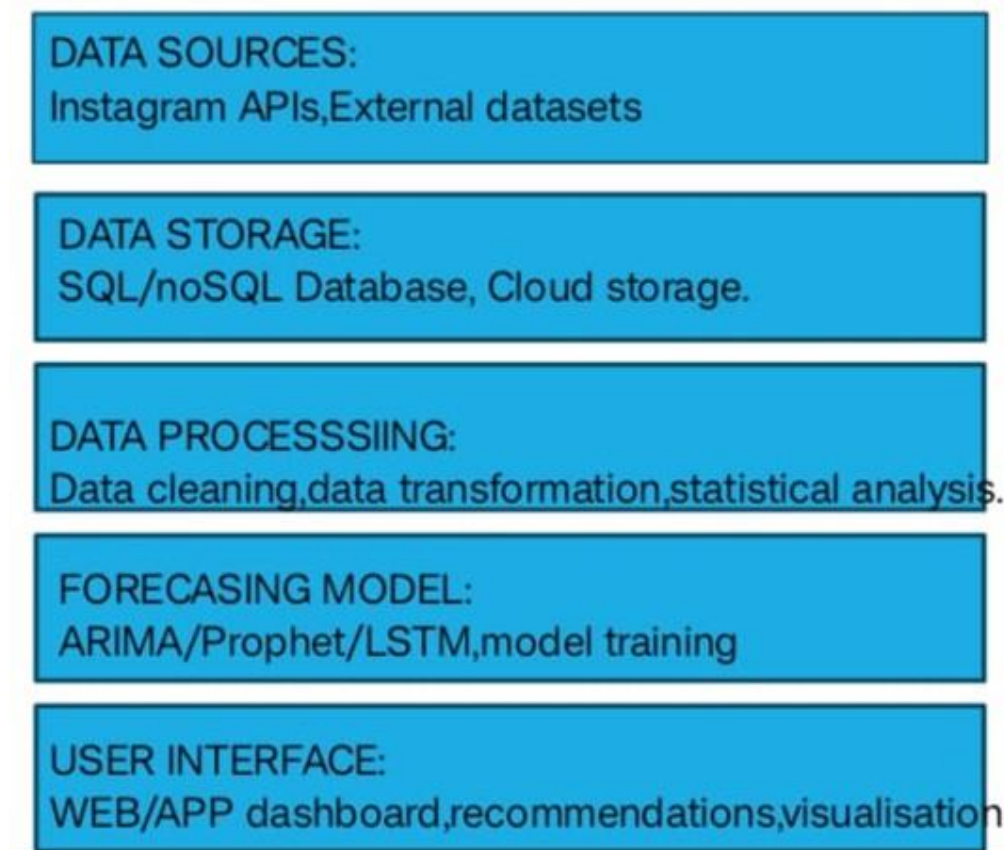 DATA SOURCES:
Instagram APIs,External datasets
DATA STORAGE:
SQL/noSQL Database, Cloud storage.
DATA PROCESSSIING:
Data cleaning,data transformation,statistical analysis.
FORECASING MODEL:
ARIMA/Prophet/LSTM,model training
USER INTERFACE:
WEB/APP dashboard,recommendations,visualisation